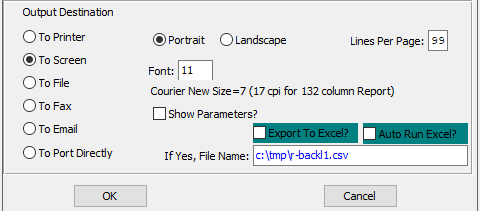 Output Destination
To Printer
Portrait Landscape Lines Per Page: 99
To Screen
Font: 11
To File
Courier New Size=7 (17 cpi for 132 column Report)
To Fax
Show Parameters?
To Email
Export To Excel? Auto Run Excel?
To Port Directly
If Yes, File Name: c:\tmp\r-backl1.csv
OK Cancel